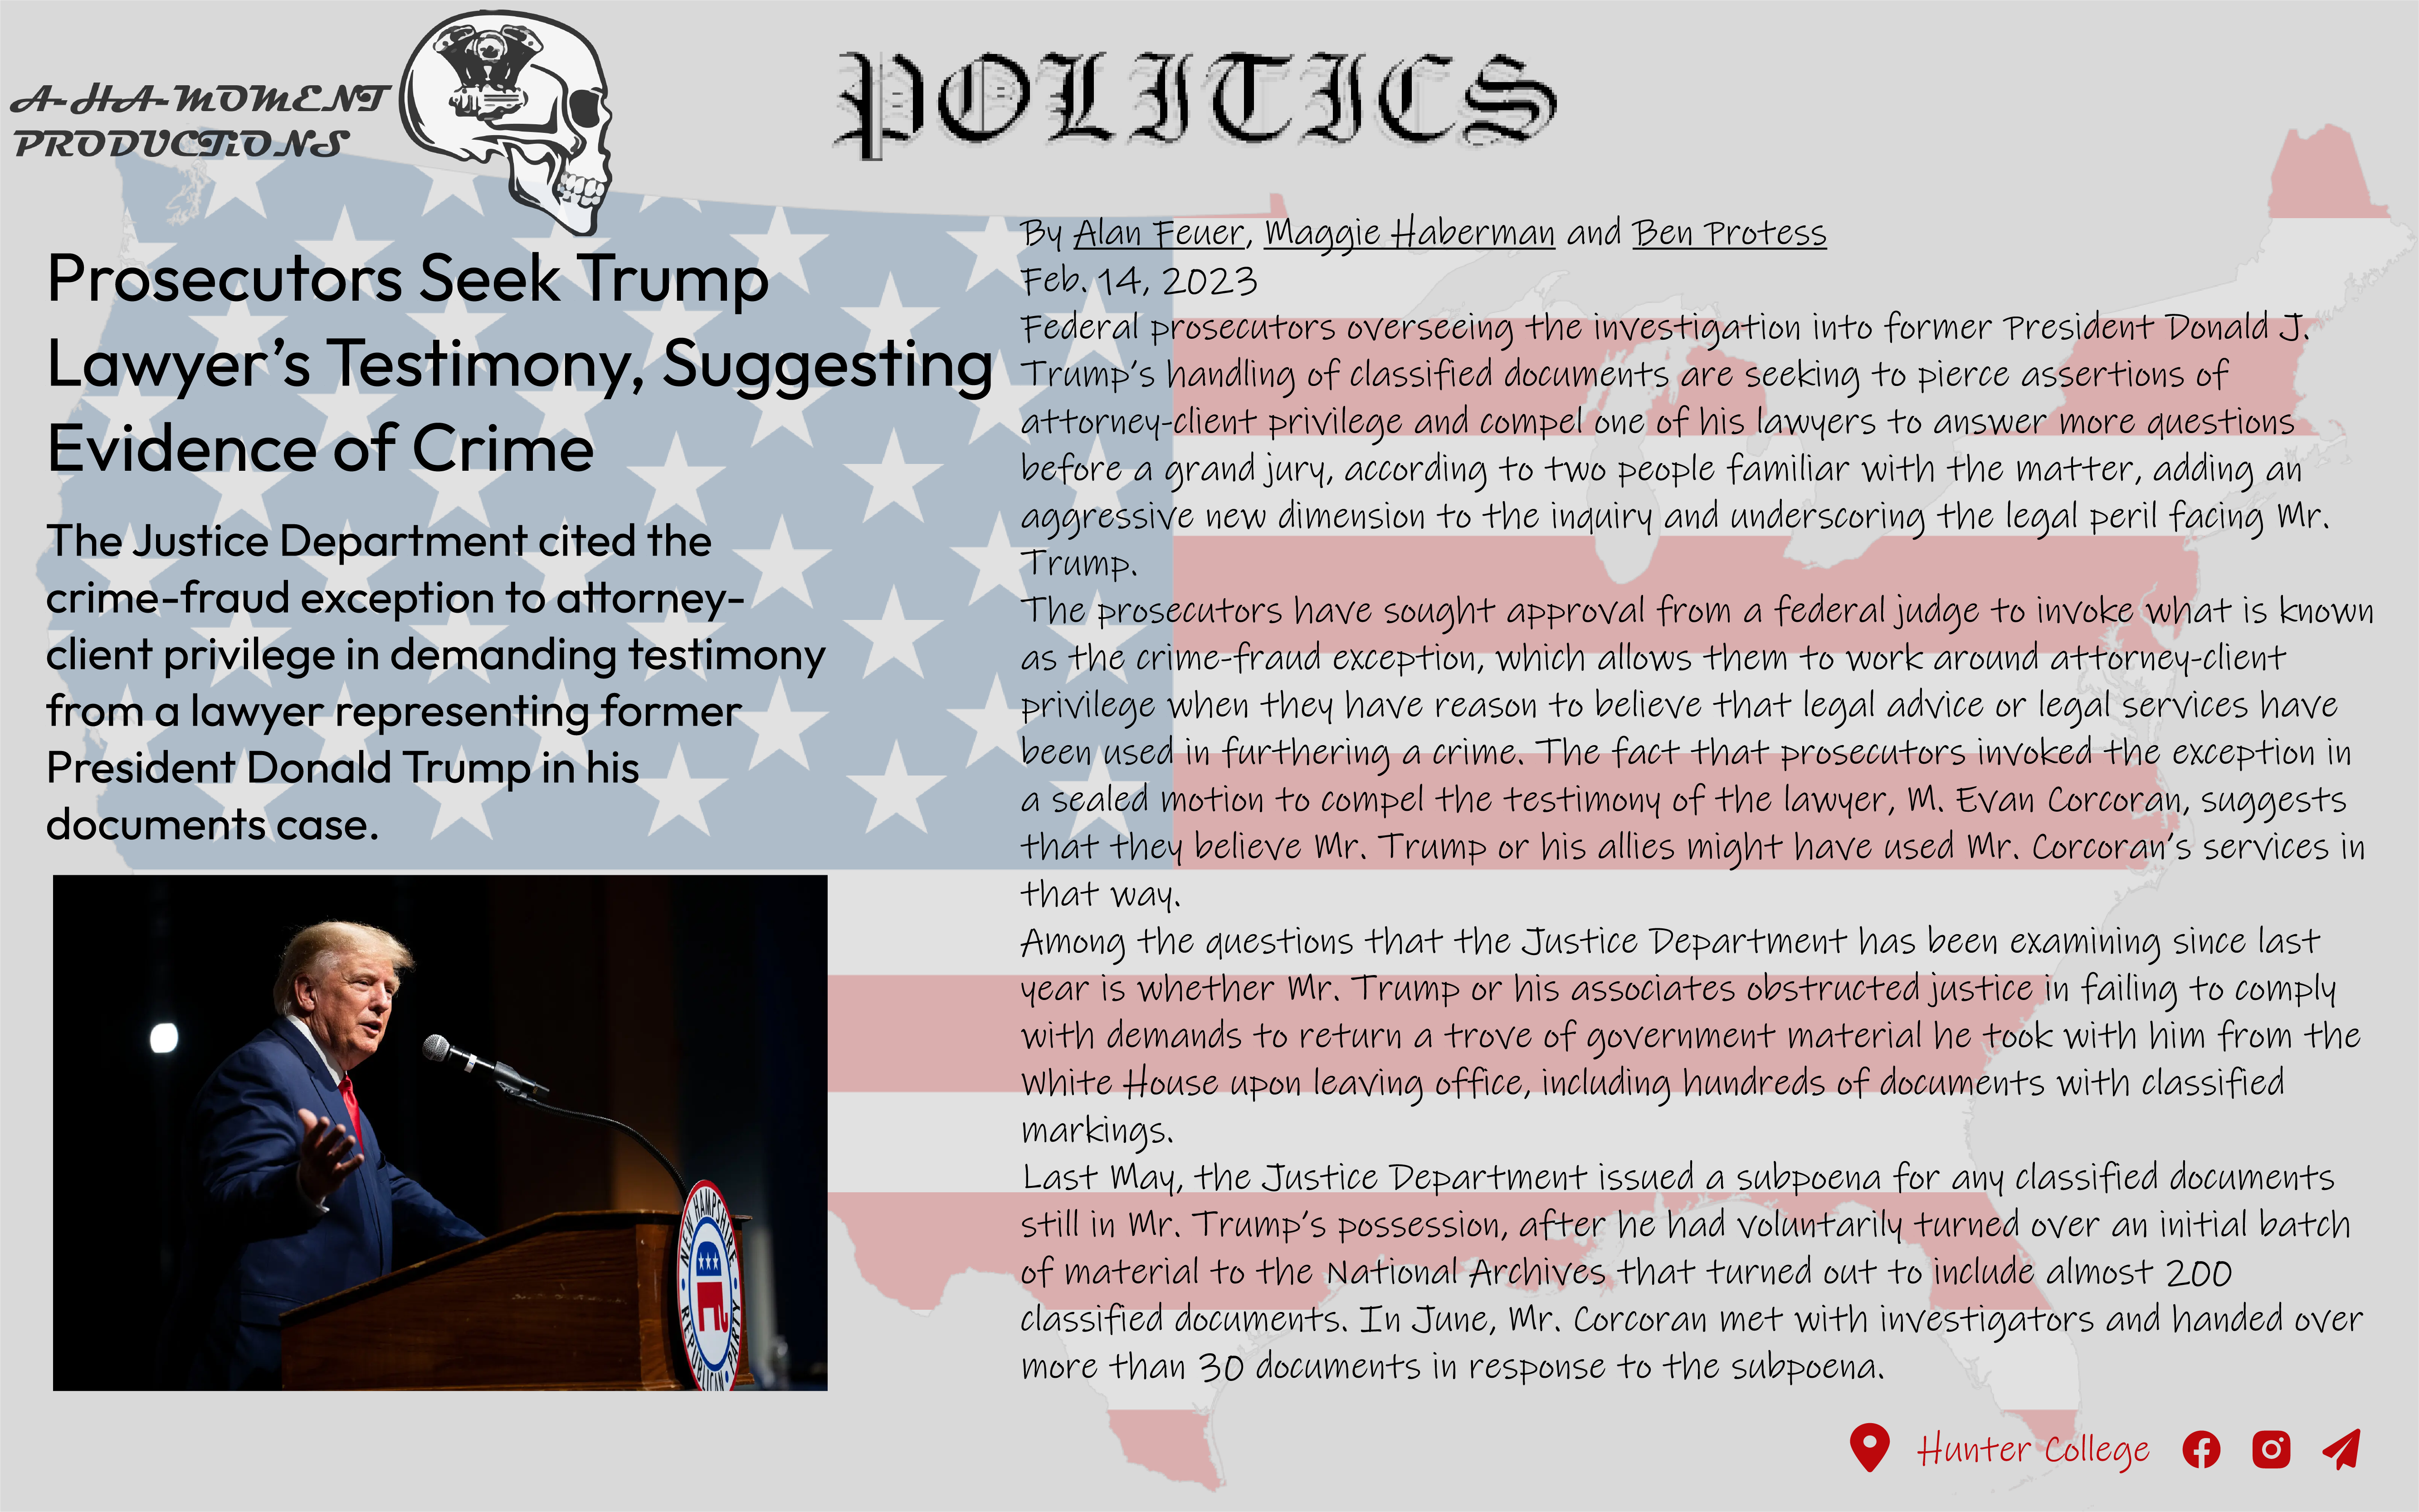 A-HA-MOMENT
PRODUCTIONS
POLITICS
Prosecutors Seek Trump
Lawyer’s Testimony, Suggesting
Evidence of Crime
The Justice Department cited the
crime-fraud exception to attorney-
client privilege in demanding testimony
from a lawyer representing former
President Donald Trump in his
documents case.
NEW HAMPSHIRE
REPUBLICAN PARTY
By Alan Feuer, Maggie Haberman and Ben Protess
Feb. 14, 2023
Federal prosecutors overseeing the investigation into former President Donald J.
Trump’s handling of classified documents are seeking to pierce assertions of
attorney-client privilege and compel one of his lawyers to answer more questions
before a grand jury, according to two people familiar with the matter, adding an
aggressive new dimension to the inquiry and underscoring the legal peril facing Mr.
Trump.
The prosecutors have sought approval from a federal judge to invoke what is known
as the crime-fraud exception, which allows them to work around attorney-client
privilege when they have reason to believe that legal advice or legal services have
been used in furthering a crime. The fact that prosecutors invoked the exception in
a sealed motion to compel the testimony of the lawyer, M. Evan Corcoran, suggests
that they believe Mr. Trump or his allies might have used Mr. Corcoran’s services in
that way.
Among the questions that the Justice Department has been examining since last
year is whether Mr. Trump or his associates obstructed justice in failing to comply
with demands to return a trove of government material he took with him from the
White House upon leaving office, including hundreds of documents with classified
markings.
Last May, the Justice Department issued a subpoena for any classified documents
still in Mr. Trump’s possession, after he had voluntarily turned over an initial batch
of material to the National Archives that turned out to include almost 200
classified documents. In June, Mr. Corcoran met with investigators and handed over
more than 30 documents in response to the subpoena.
Hunter College